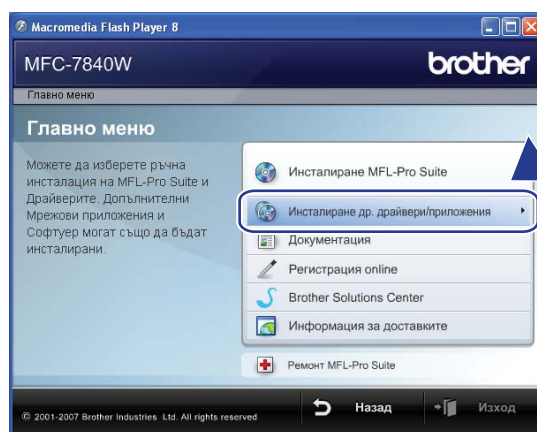 Macromedia Flash Player 8
MFC-7840W
brother
Главно меню
Главно меню
Можете да изберете ръчна
инсталация на MFL-Pro Suite и
Драйверите. Допълнителни
Мрежови приложения и
Софтуер могат също да бъдат
инсталирани.
Инсталиране MFL-Pro Suite
Инсталиране др. драйвери/приложения
Документация
Регистрация online
Brother Solutions Center
Информация за доставките
Ремонт MFL-Pro Suite
© 2001-2007 Brother Industries Ltd. All rights reserved
Назад
Изход